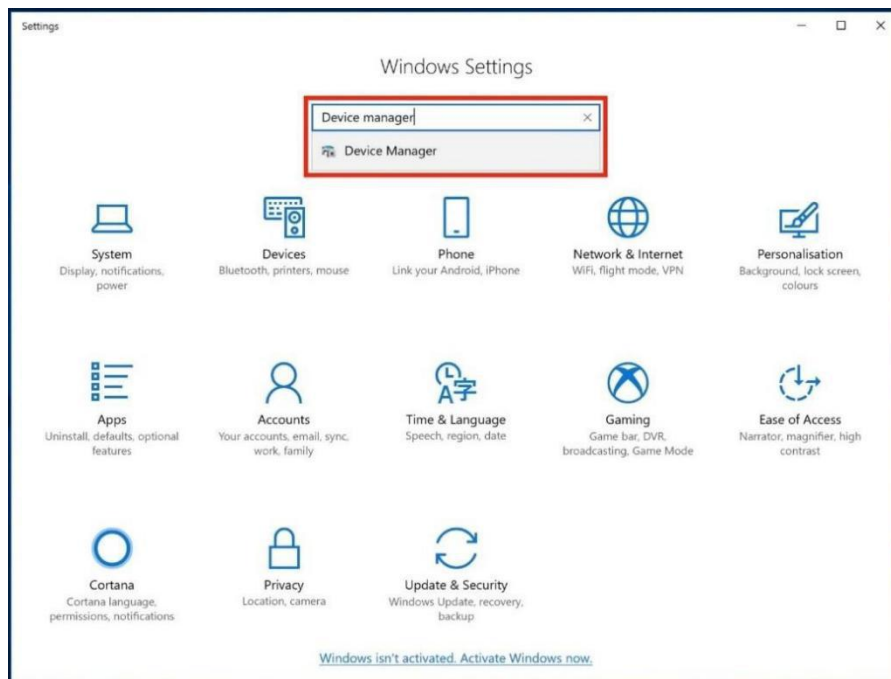 Settings
Windows Settings
Device manager
Device Manager
System
Display, notifications,
power
Devices
Bluetooth, printers, mouse
Phone
Link your Android, iPhone
Network & Internet
WiFi, flight mode, VPN
Personalisation
Background, lock screen,
colours
Apps
Uninstall, defaults, optional
features
Accounts
Your accounts, email, sync,
work, family
Time & Language
Speech, region, date
Gaming
Game bar, DVR,
broadcasting, Game Mode
Ease of Access
Narrator, magnifier, high
contrast
Cortana
Cortana language,
permissions, notifications
Privacy
Location, camera
Update & Security
Windows Update, recovery,
backup
Windows isn't activated. Activate Windows now.